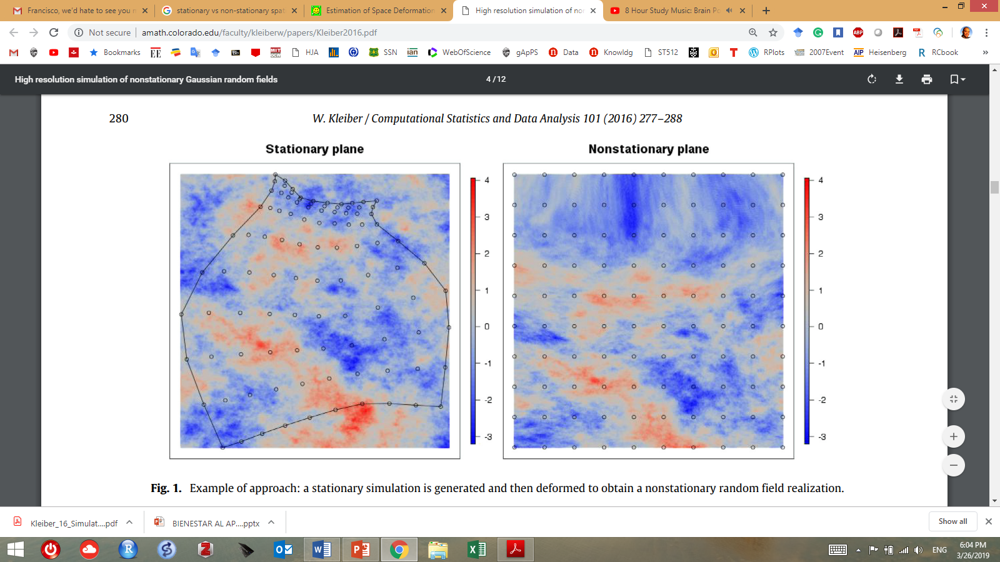 Francisco, we'd hate to see you m
stationary vs non-stationary spat
Estimation of Space Deformation
High resolution simulation of nor
8 Hour Study Music: Brain Po
Not secure
amath.colorado.edu/faculty/kleiberw/papers/Kleiber2016.pdf
ABP
Bookmarks
EE
MIT OCW
HJA
SSN
ian
WebOfScience
gApPS
Data
Knowldg
ST512
RPlots
2007Event
AIP
Heisenberg
R
RCbook
»
High resolution simulation of nonstationary Gaussian random fields
4 / 12
280
W. Kleiber / Computational Statistics and Data Analysis 101 (2016) 277–288
Stationary plane
4
3
2
1
0
-1
-2
-3
Nonstationary plane
4
3
2
1
0
-1
-2
-3
Fig. 1. Example of approach: a stationary simulation is generated and then deformed to obtain a nonstationary random field realization.
Kleiber_16_Simulat....pdf
BIENESTAR AL AP....pptx
Show all
ENG
6:04 PM
3/26/2019